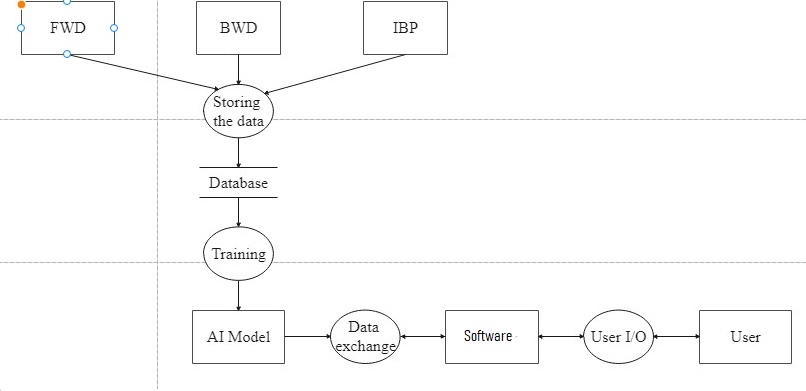 FWD
BWD
IBP
Storing
the data
Database
Training
AI Model
Data
exchange
Software
User I/O
User